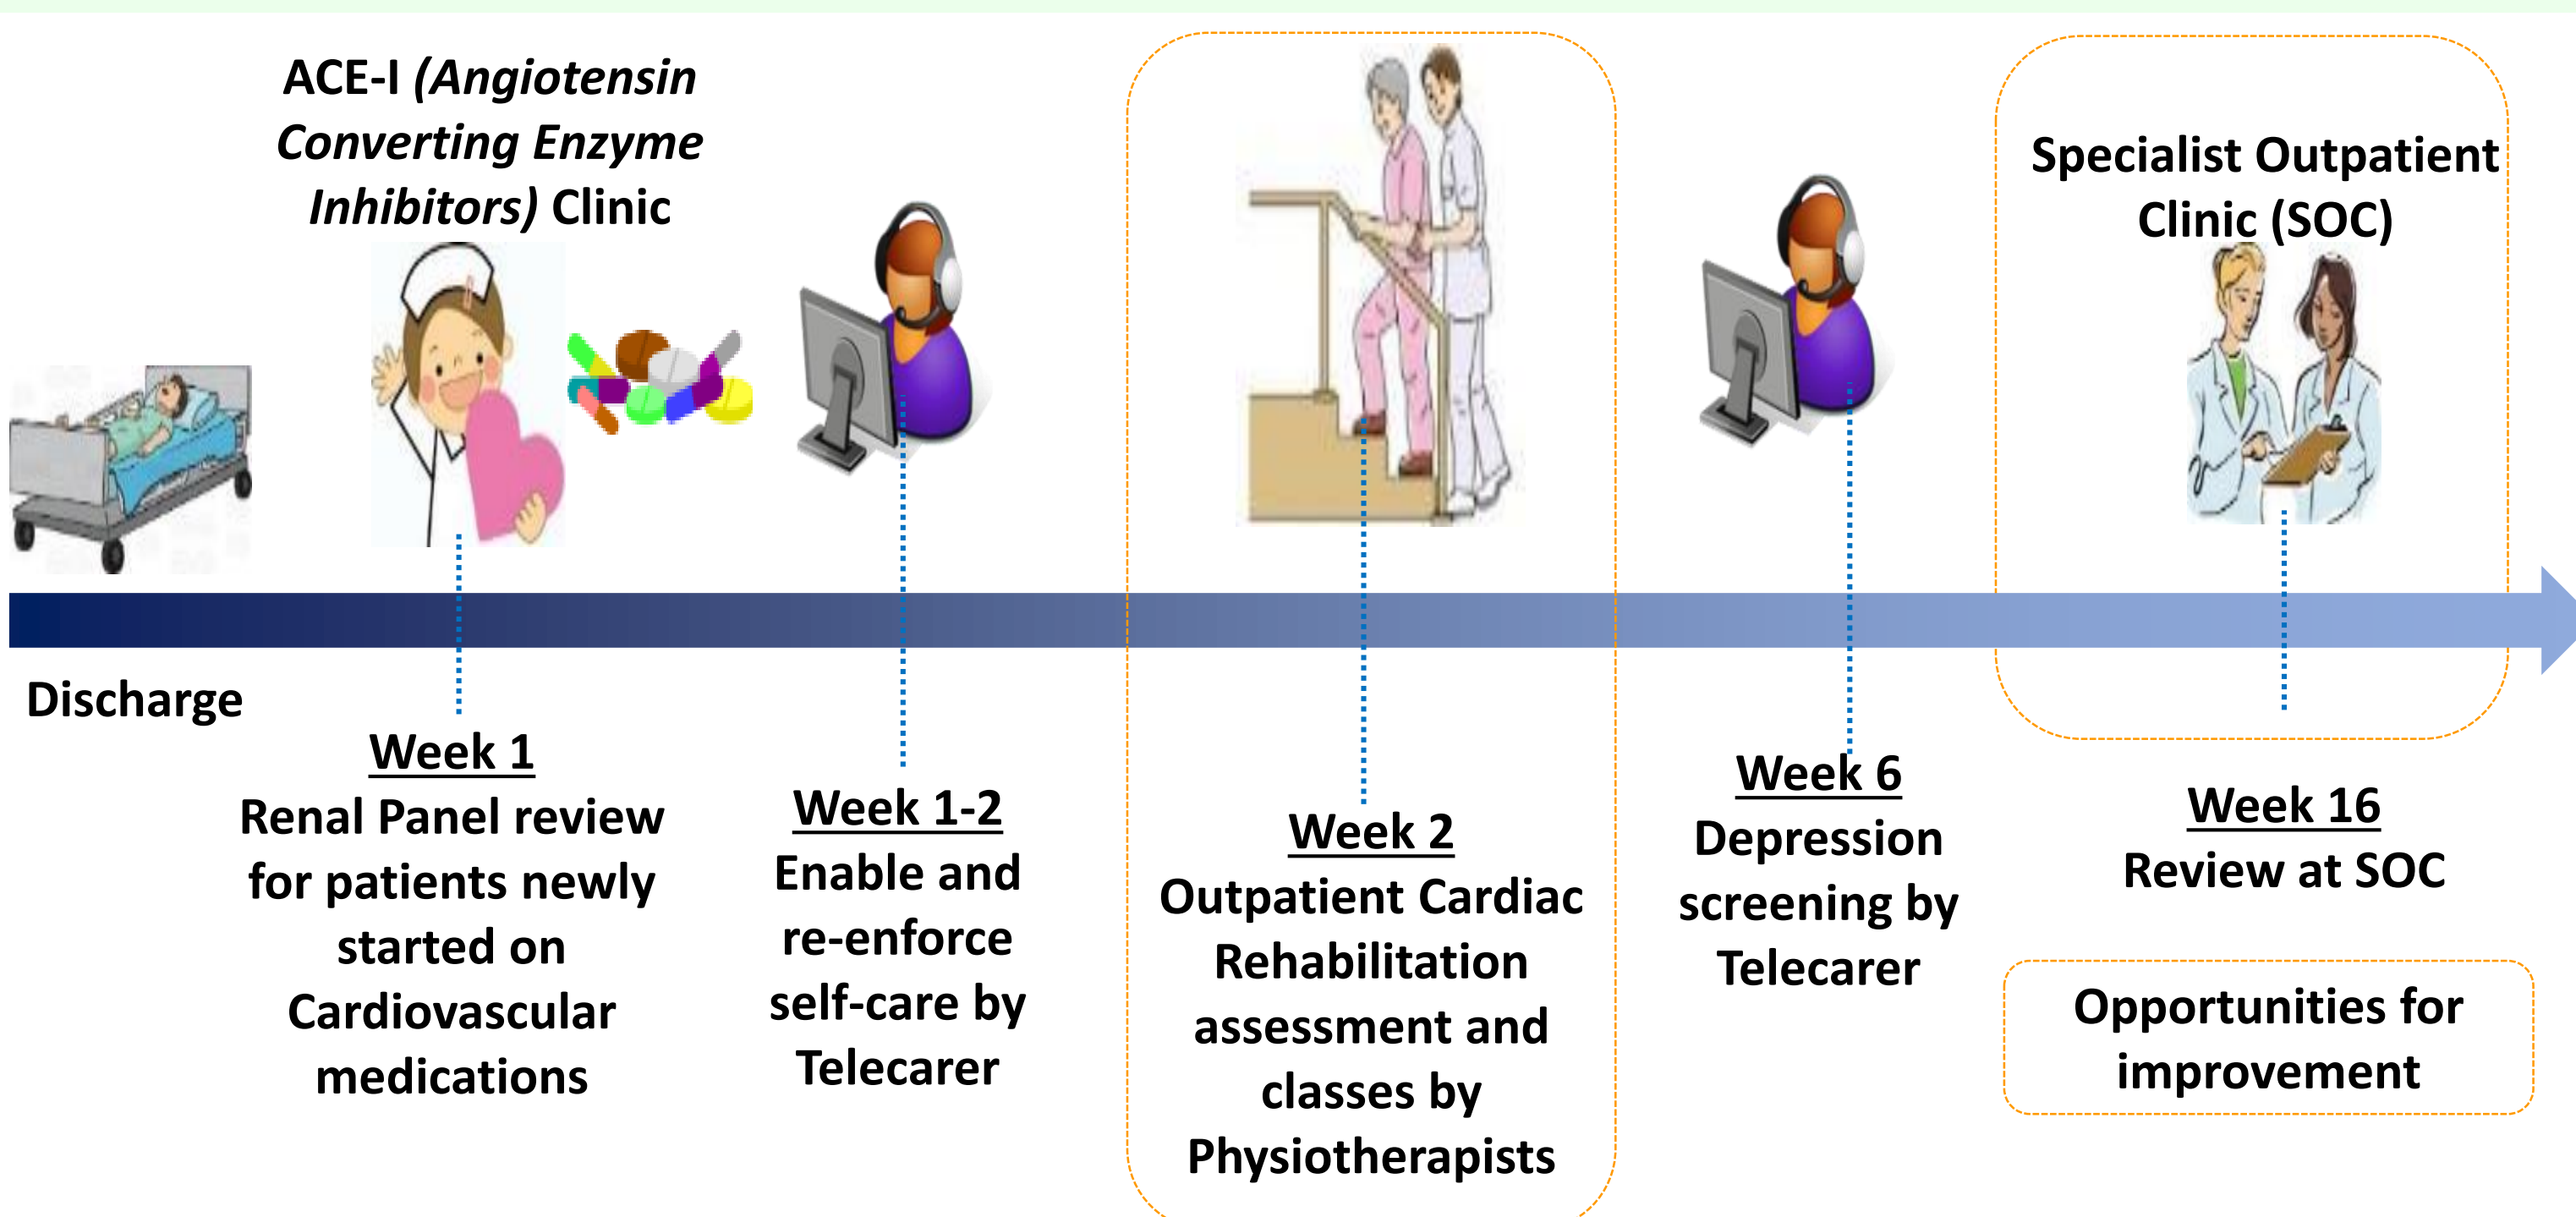 ACE-I (Angiotensin
Converting Enzyme
Inhibitors) Clinic
Specialist Outpatient
Clinic (SOC)
Discharge
Week 1
Renal Panel review
for patients newly
started on
Cardiovascular
medications
Week 1-2
Enable and
re-enforce
self-care by
Telecarer
Week 2
Outpatient Cardiac
Rehabilitation
assessment and
classes by
Physiotherapists
Week 6
Depression
screening by
Telecarer
Week 16
Review at SOC
Opportunities for
improvement